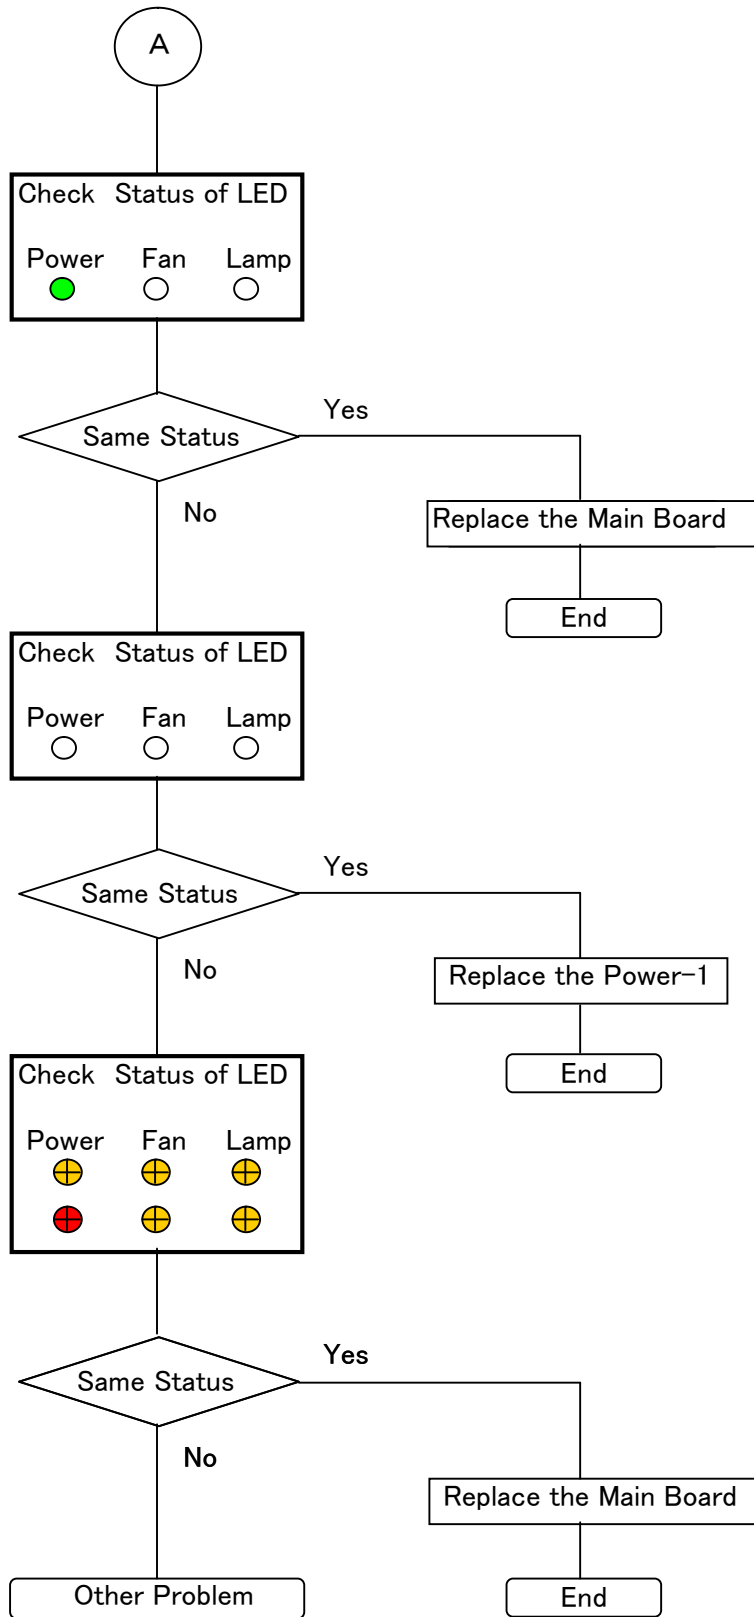 A
Check Status of LED
Power Fan Lamp
Same Status
Yes
No
Replace the Main Board
End
Check Status of LED
Power Fan Lamp
Same Status
Yes
No
Replace the Power-1
End
Check Status of LED
Power Fan Lamp
Same Status
Yes
No
Replace the Main Board
Other Problem
End